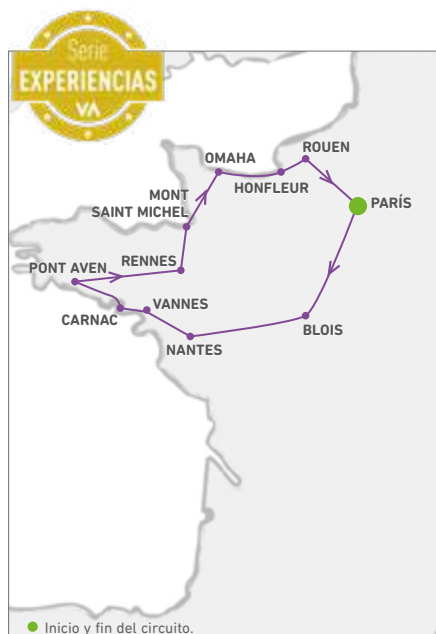 Serie
EXPERIENCIAS
VA
ROUEN
OMAHA
HONFLEUR
PARÍS
MONT
SAINT MICHEL
RENNES
PONT AVEN
VANNES
CARNAC
NANTES
BLOIS
Inicio y fin del circuito.